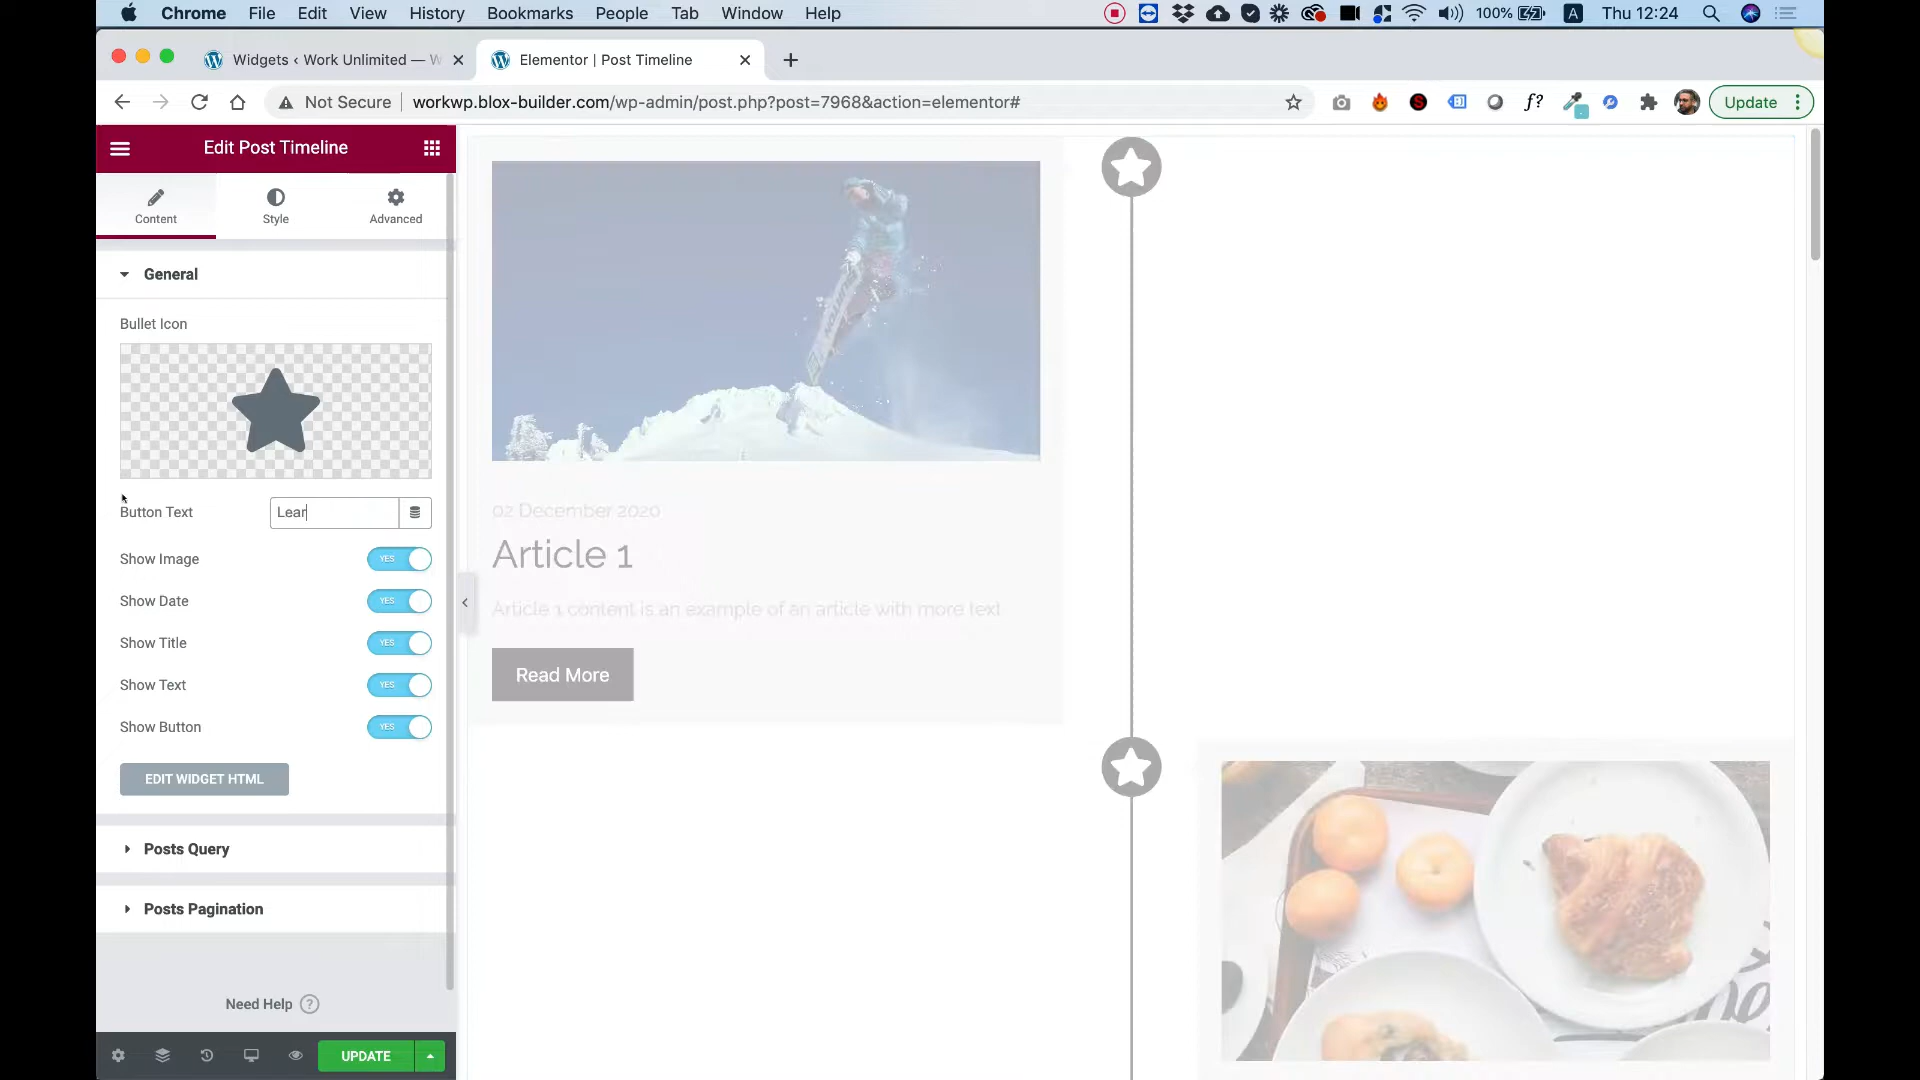 Chrome File Edit View History Bookmarks People Tab Window Help 100% A Thu 12:24
Widgets ‹ Work Unlimited — W Elementor | Post Timeline
Not Secure workwp.blox-builder.com/wp-admin/post.php?post=7968&action=elementor# f? Update
Edit Post Timeline
Content Style Advanced
General
Bullet Icon
Button Text Lear
Show Image YES
Show Date YES
Show Title YES
Show Text YES
Show Button YES
EDIT WIDGET HTML
Posts Query
Posts Pagination
Need Help ?
UPDATE
02 December 2020
Article 1
Article 1 content is an example of an article with more text
Read More